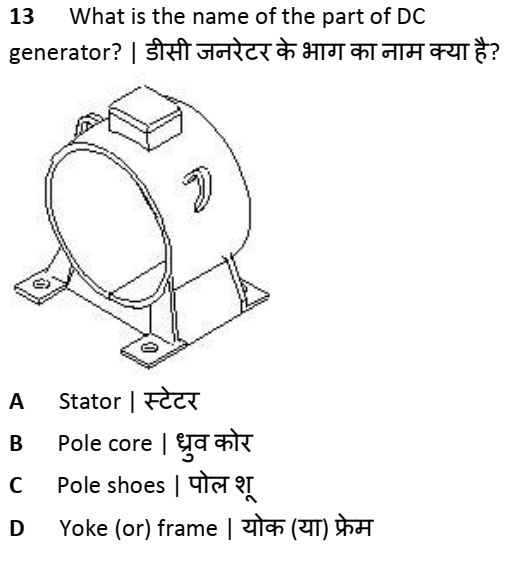 13 What is the name of the part of DC
generator? | डीसी जनरेटर के भाग का नाम क्या है?
A Stator | स्टेटर
B Pole core | ध्रुव कोर
C Pole shoes | पोल शू
D Yoke (or) frame | योक (या) फ्रेम